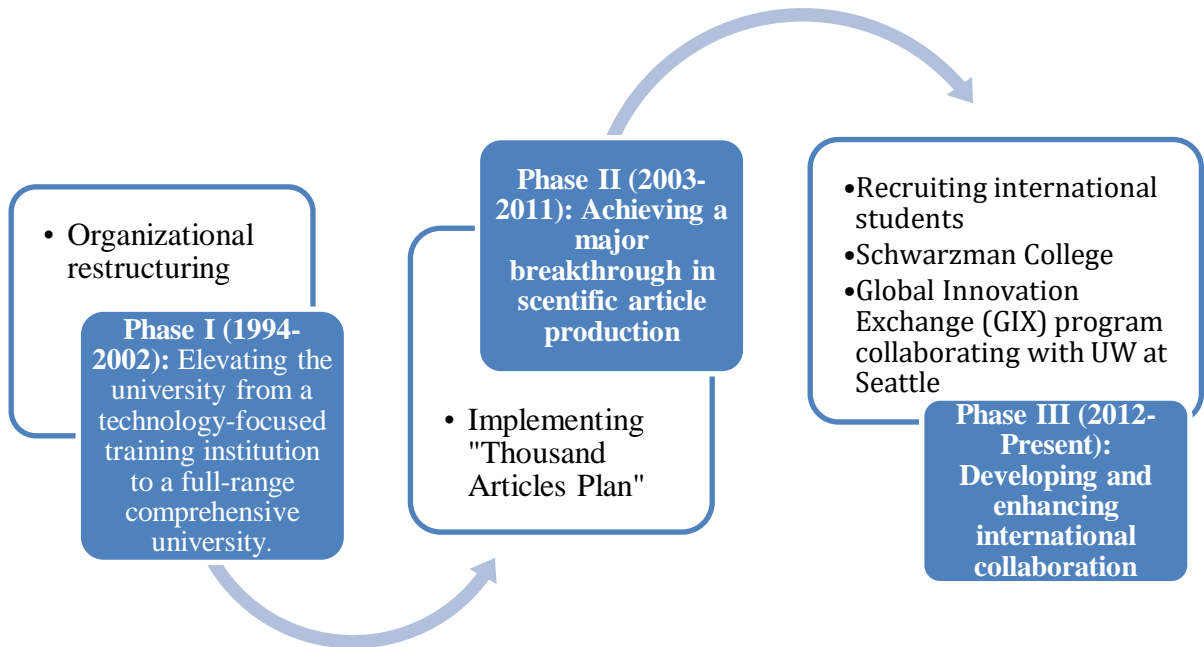 • Organizational
restructuring
Phase I (1994-
2002): Elevating the
university from a
technology-focused
training institution
to a full-range
comprehensive
university.
Phase II (2003-
2011): Achieving a
major
breakthrough in
scentific article
production
• Implementing
"Thousand
Articles Plan"
•Recruiting international
students
•Schwarzman College
•Global Innovation
Exchange (GIX) program
collaborating with UW at
Seattle
Phase III (2012-
Present):
Developing and
enhancing
international
collaboration